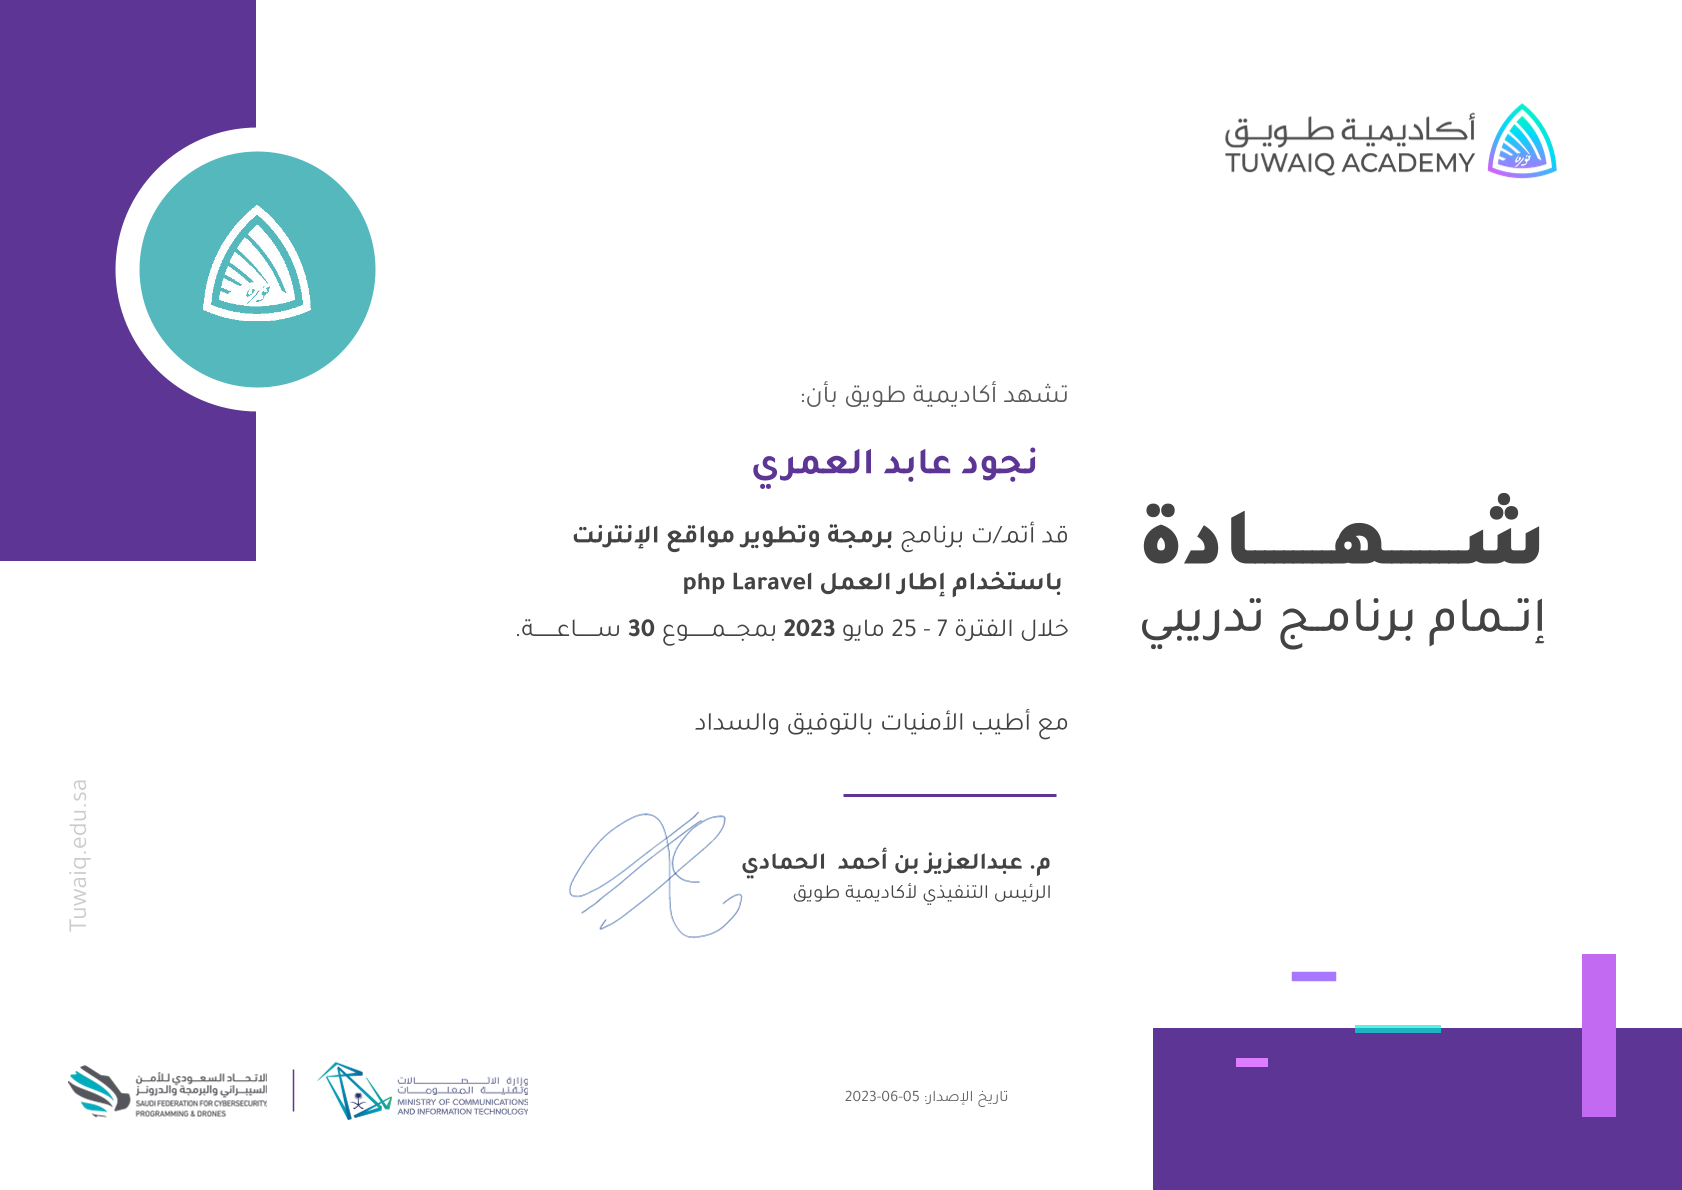 أكاديمية طويق
TUWAIQ ACADEMY
شهادة
إتمام برنامج تدريبي
تشهد أكاديمية طويق بأن:
نجود عابد العمري
قد أتمـ/ت برنامج برمجة وتطوير مواقع الإنترنت
باستخدام إطار العمل php Laravel
خلال الفترة 7 - 25 مايو 2023 بمجموع 30 ساعة.
مع أطيب الأمنيات بالتوفيق والسداد
م. عبدالعزيز بن أحمد الحمادي
الرئيس التنفيذي لأكاديمية طويق
Tuwaiq.edu.sa
تاريخ الإصدار: 2023-06-05
وزارة الاتصالات
وتقنية المعلومات
MINISTRY OF COMMUNICATIONS
AND INFORMATION TECHNOLOGY
الاتحاد السعودي للأمن
السيبراني والبرمجة والدرونز
SAUDI FEDERATION FOR CYBERSECURITY,
PROGRAMMING & DRONES